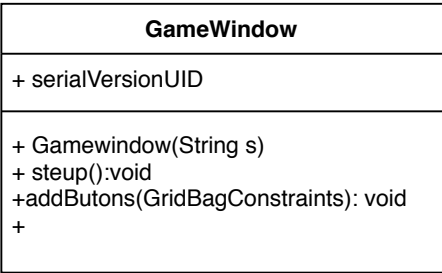 GameWindow
+ serialVersionUID
+ Gamewindow(String s)
+ steup():void
+addButons(GridBagConstraints): void
+